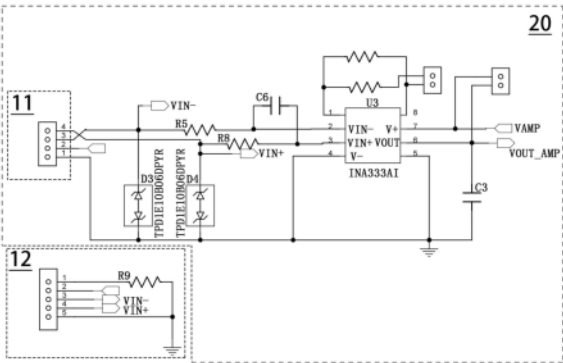 20
11
4
3
2
1
VIN-
R5
C6
R8
VIN+
D3
TPD1E10B06DPYR
TPD1E10B06DPYR
D4
U3
1
8
2
VIN-
V+
7
VAMP
3
VIN+
VOUT
6
VOUT_AMP
4
V-
5
INA333AI
C3
12
1
R9
2
3
VIN-
4
VIN+
5